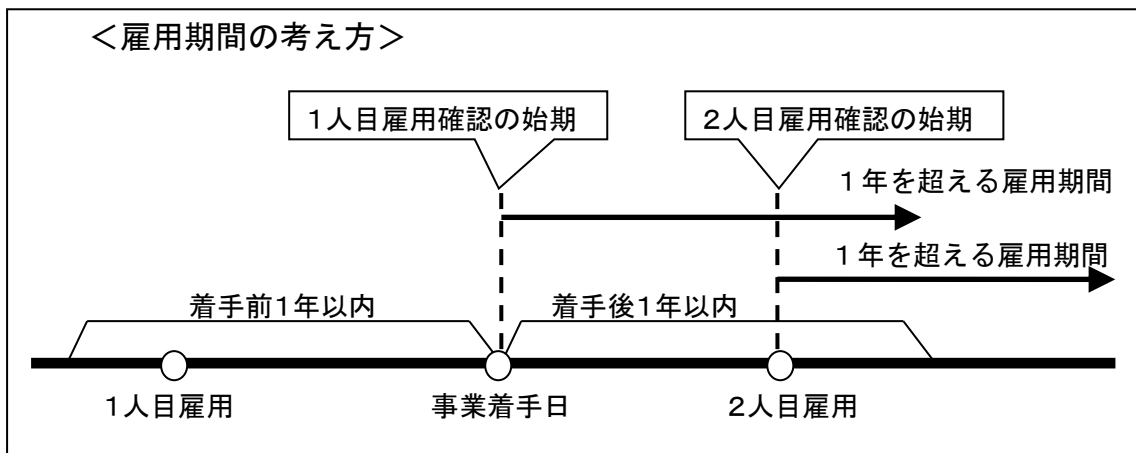 ＜雇用期間の考え方＞
１人目雇用確認の始期
２人目雇用確認の始期
１年を超える雇用期間
１年を超える雇用期間
着手前１年以内
着手後１年以内
１人目雇用
事業着手日
２人目雇用